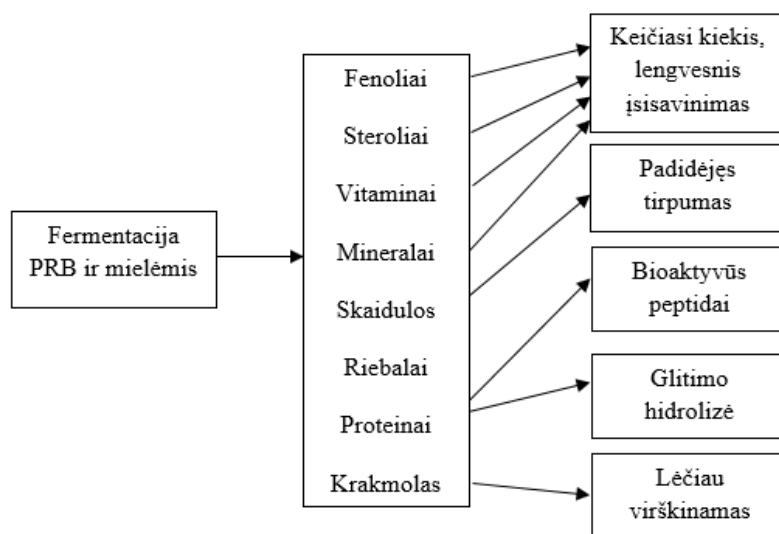 Fermentacija
PRB ir mielėmis
Fenoliai
Steroliai
Vitaminai
Mineralai
Skaidulos
Riebalai
Proteinai
Krakmolas
Keičiasi kiekis,
lengvesnis
įsisavinimas
Padidėjęs
tirpumas
Bioaktyvūs
peptidai
Glitimo
hidrolizė
Lėčiau
virškinamas